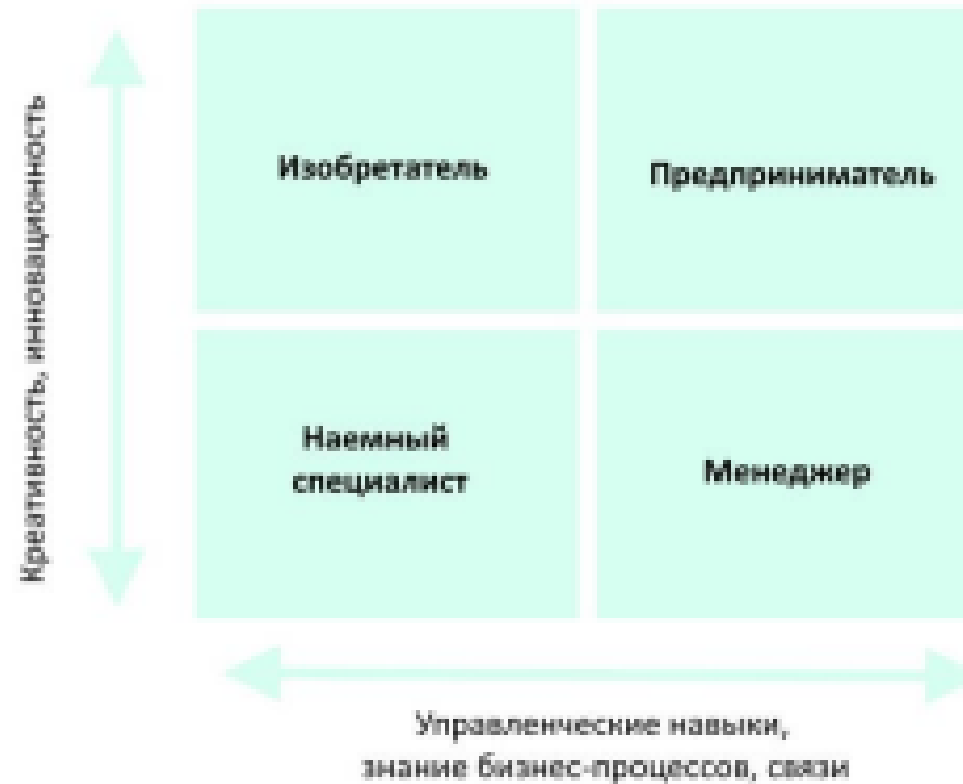 Креативность, инновационность
Изобретатель
Предприниматель
Наемный
специалист
Менеджер
Управленческие навыки,
знание бизнес-процессов, связи